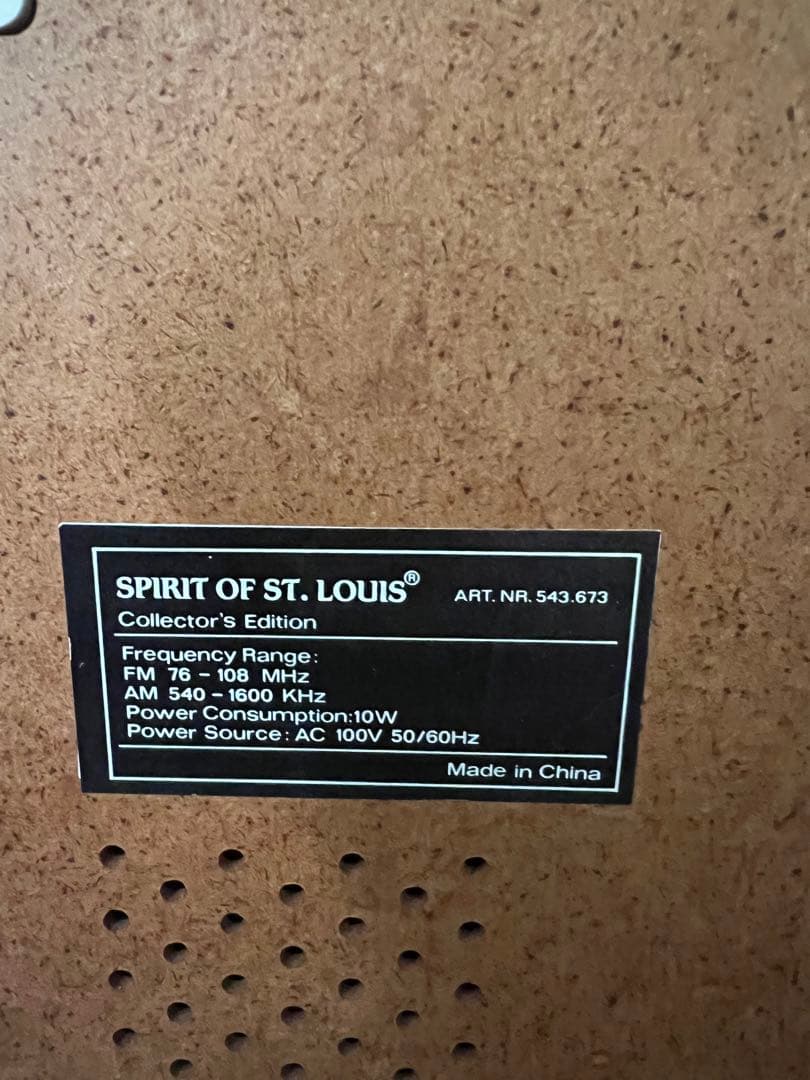 SPIRIT OF ST. LOUIS® ART. NR. 543.673
Collector's Edition
Frequency Range:
FM 76 - 108 MHz
AM 540 - 1600 KHz
Power Consumption:10W
Power Source: AC 100V 50/60Hz
Made in China